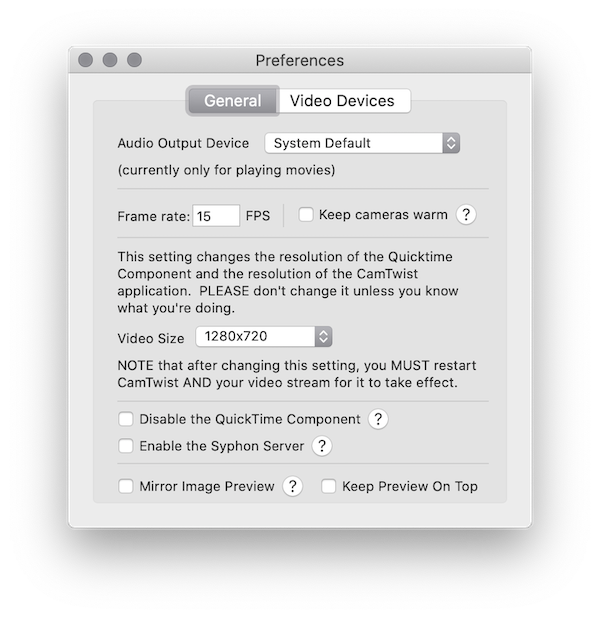 Preferences
General Video Devices
Audio Output Device System Default
(currently only for playing movies)
Frame rate: 15 FPS Keep cameras warm ?
This setting changes the resolution of the Quicktime
Component and the resolution of the CamTwist
application. PLEASE don't change it unless you know
what you're doing.
Video Size 1280x720
NOTE that after changing this setting, you MUST restart
CamTwist AND your video stream for it to take effect.
Disable the QuickTime Component ?
Enable the Syphon Server ?
Mirror Image Preview ? Keep Preview On Top